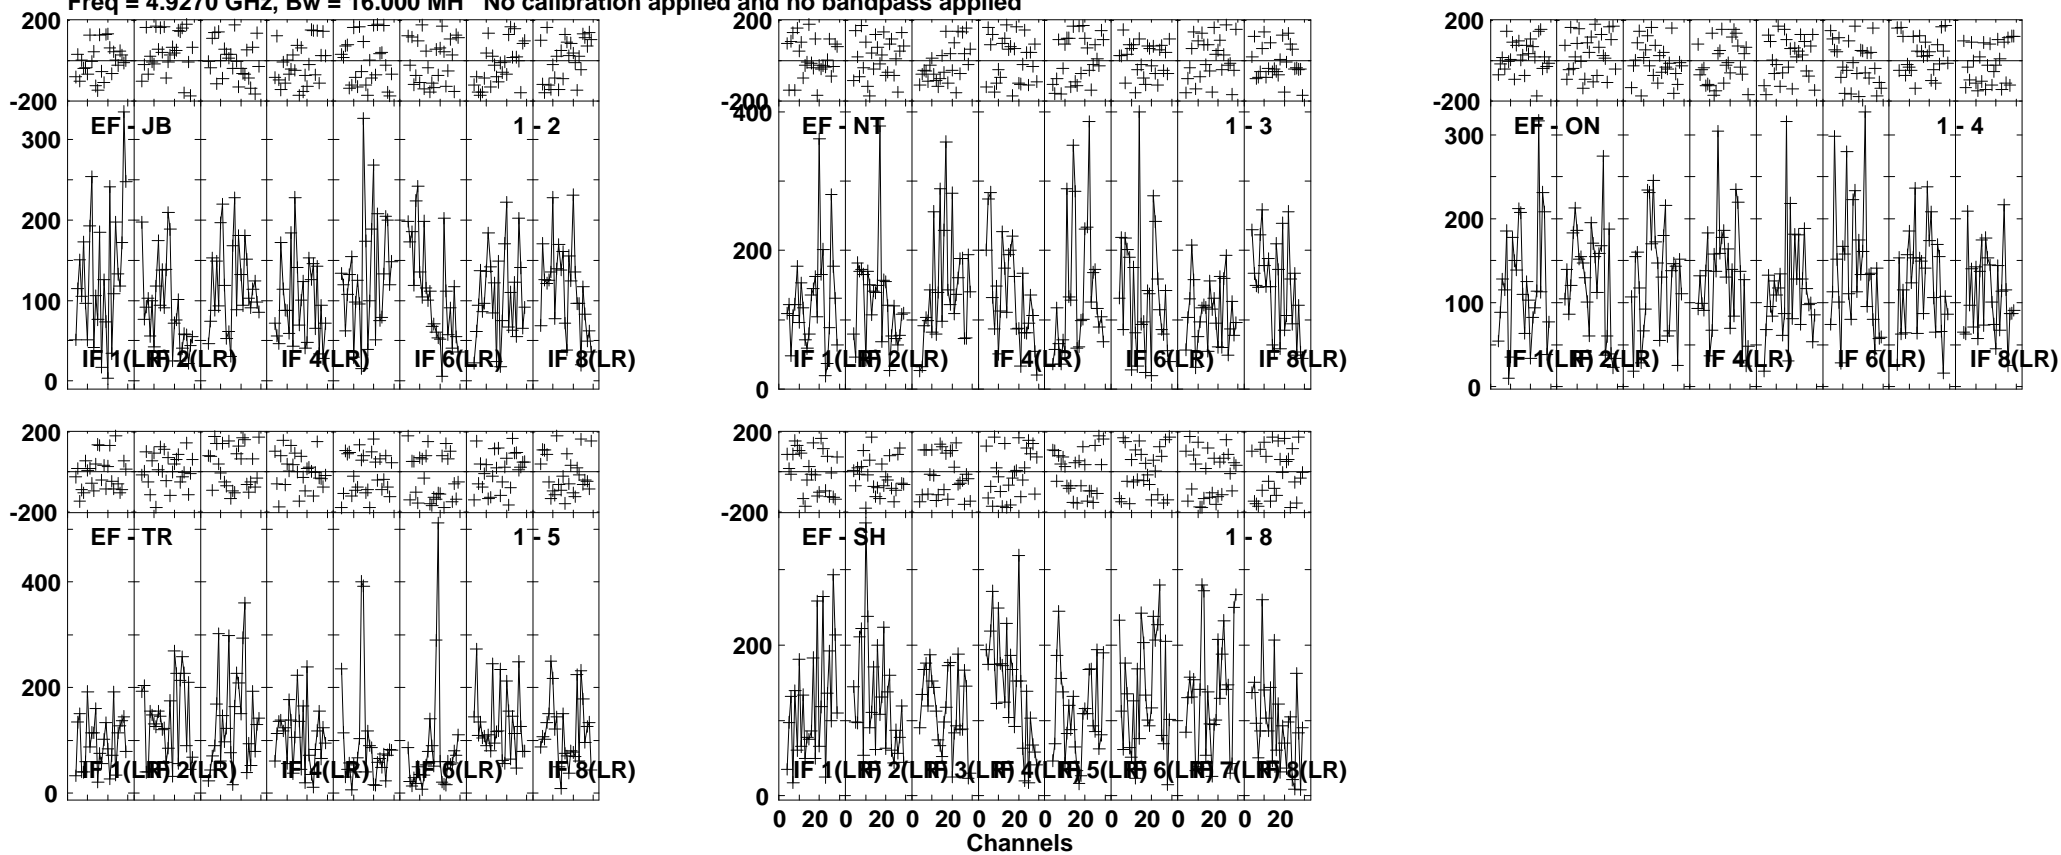 Freq = 4.9270 GHz, Bw = 16.000 MH   No calibration applied and no bandpass applied
200
-200
EF - JB
1 - 2
300
200
100
0
IF 1(LR)
IF 2(LR)
IF 4(LR)
IF 6(LR)
IF 8(LR)
200
-200
EF - NT
1 - 3
400
200
0
IF 1(LR)
IF 2(LR)
IF 4(LR)
IF 6(LR)
IF 8(LR)
200
-200
EF - ON
1 - 4
300
200
100
0
IF 1(LR)
IF 2(LR)
IF 4(LR)
IF 6(LR)
IF 8(LR)
200
-200
EF - TR
1 - 5
400
200
0
IF 1(LR)
IF 2(LR)
IF 4(LR)
IF 6(LR)
IF 8(LR)
200
-200
EF - SH
1 - 8
200
0
IF 1(LR)
IF 2(LR)
IF 3(LR)
IF 4(LR)
IF 5(LR)
IF 6(LR)
IF 7(LR)
IF 8(LR)
0 20 0 20 0 20 0 20 0 20 0 20 0 20 0 20
Channels